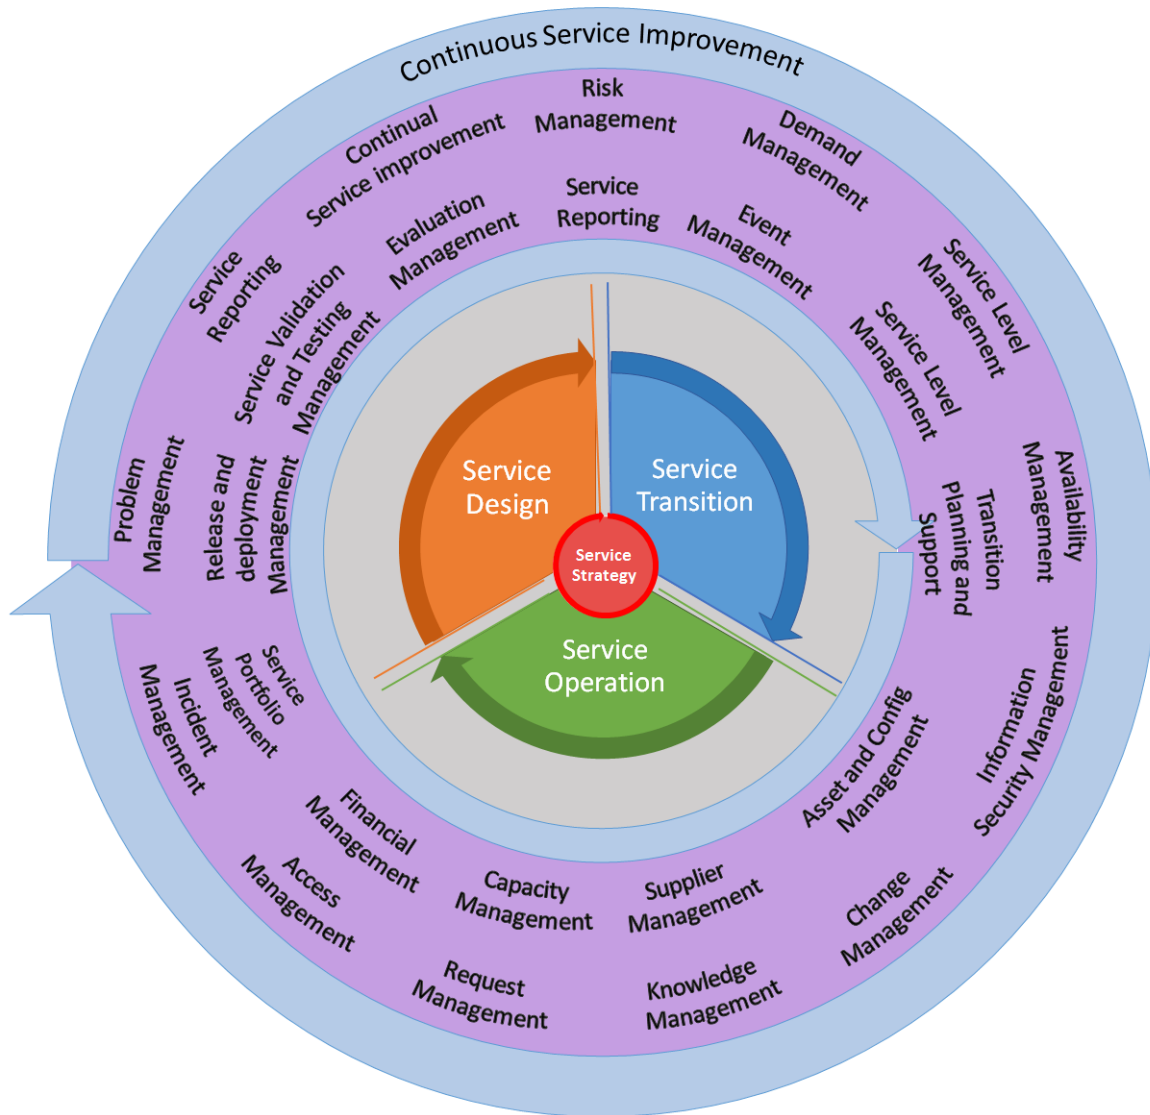 Continuous Service Improvement
Risk
Management
Demand
Management
Service Level
Management
Availability
Management
Information
Security Management
Change
Management
Knowledge
Management
Request
Management
Access
Management
Incident
Management
Problem
Management
Service
Reporting
Continual
Service improvement
Service
Reporting
Event
Management
Service Level
Management
Transition
Planning and
Support
Asset and Config
Management
Supplier
Management
Capacity
Management
Financial
Management
Service
Portfolio
Management
Release and
deployment
Management
Service Validation
and Testing
Management
Evaluation
Management
Service
Design
Service
Transition
Service
Strategy
Service
Operation